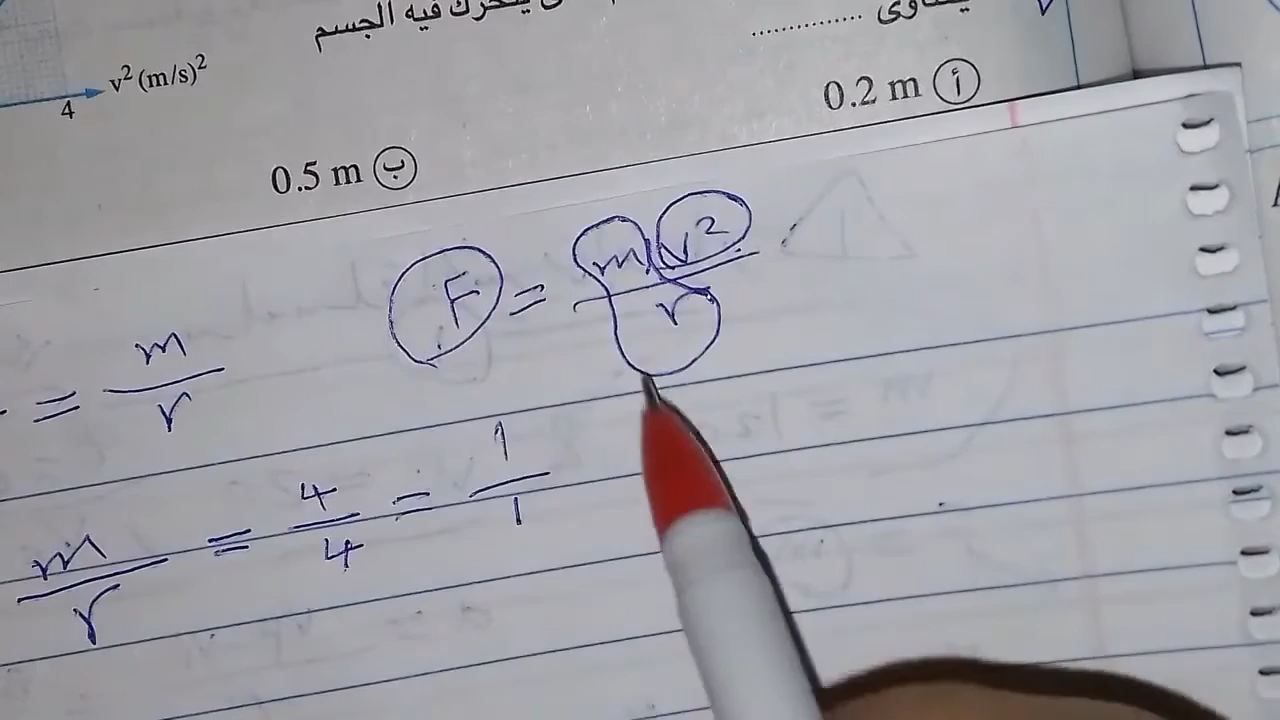 يتحرك فيه الجسم
v² (m/s)²
4
أ 0.2 m
ب 0.5 m
F = mv²/r
= m/r
m/r = 4/4 = 1/1